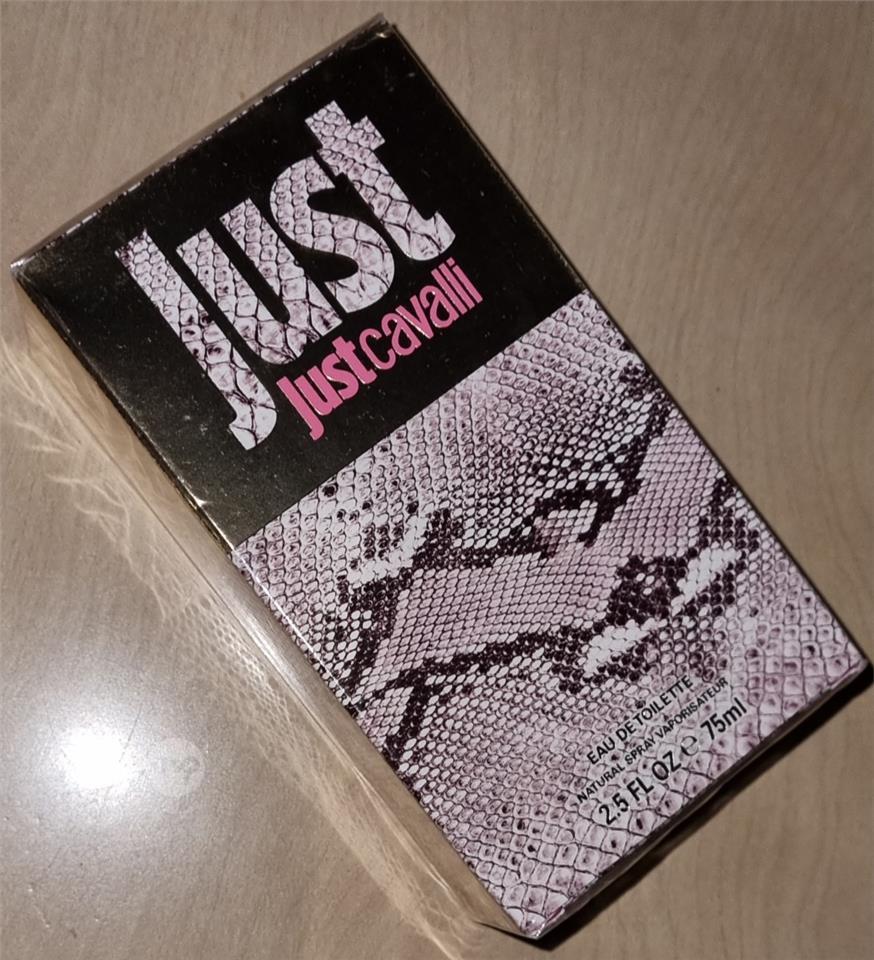 Just
Justcavalli
EAU DE TOILETTE
NATURAL SPRAY VAPORISATEUR
2.5 FL OZ ℮ 75ml